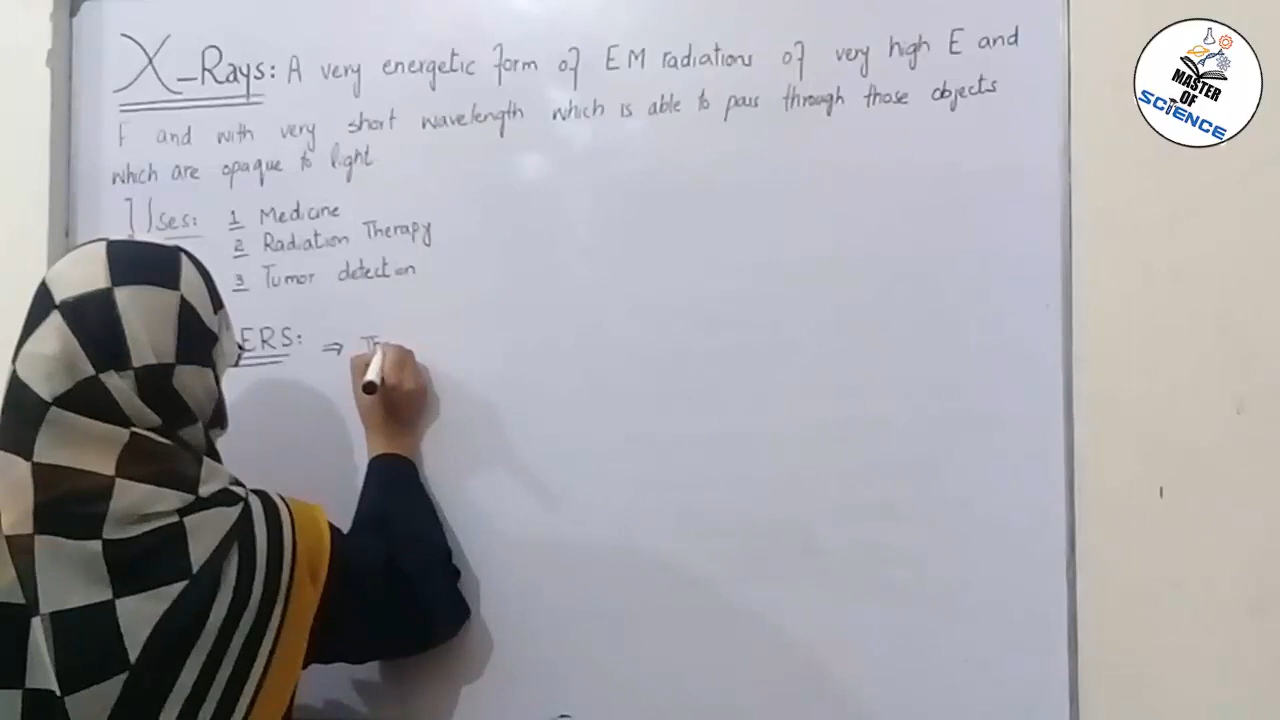 X-Rays: A very energetic form of EM radiations of very high E and
F and with very short wavelength which is able to pass through those objects
which are opaque to light
Uses: 1 Medicine
2 Radiation Therapy
3 Tumor detection
ERS: ⇒
MASTER
OF
SCIENCE